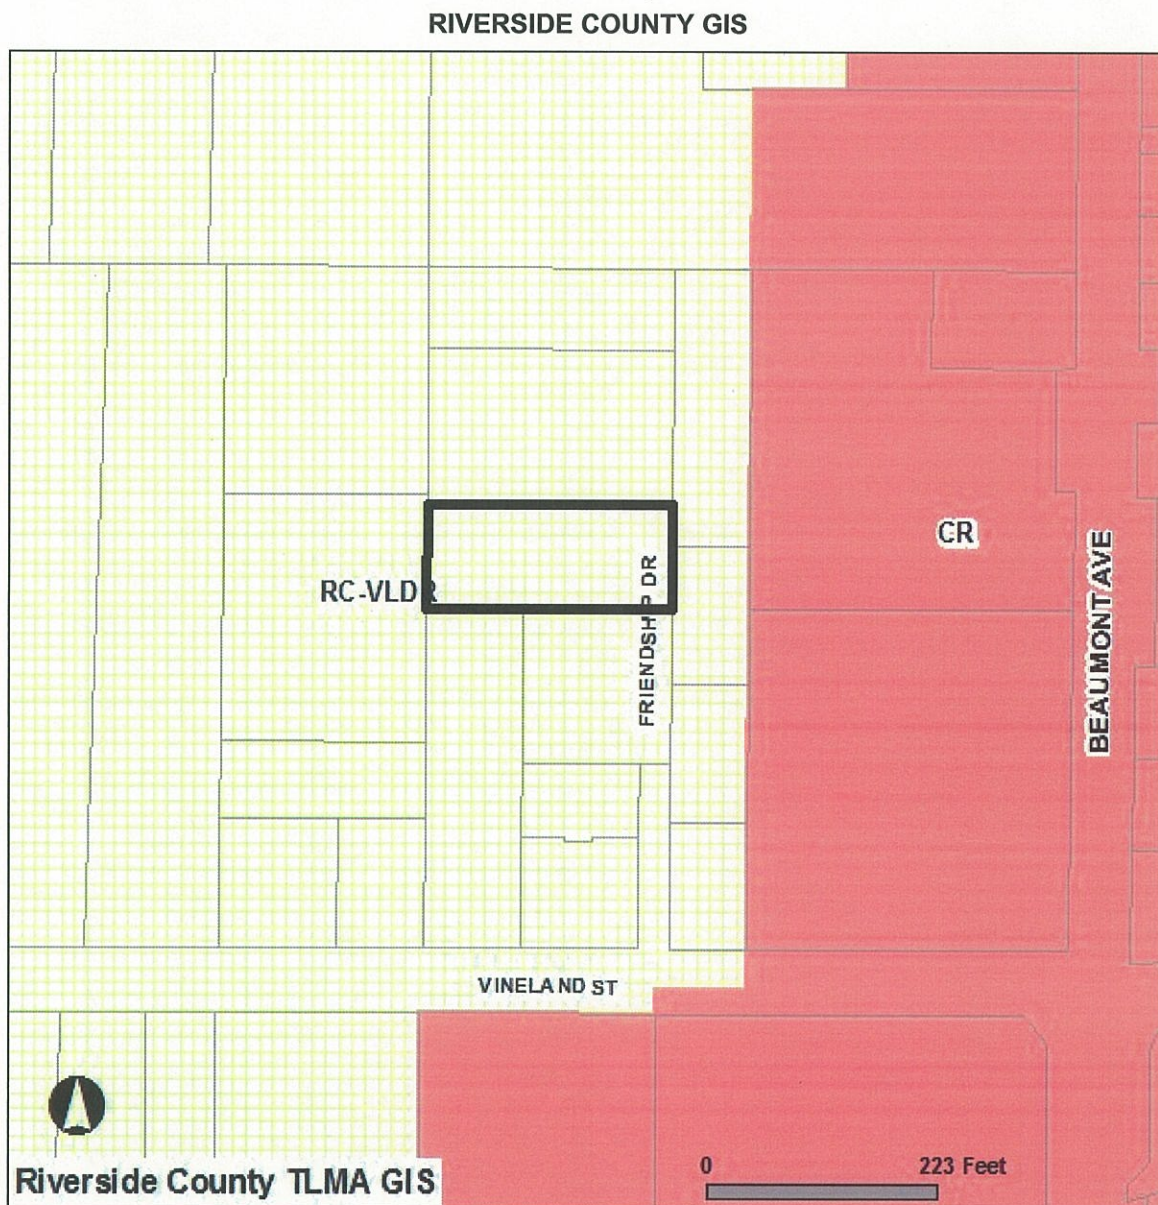 RIVERSIDE COUNTY GIS
CR
RC-VLDR
FRIENDSHIP DR
BEAUMONT AVE
VINELAND ST
0 223 Feet
Riverside County TLMA GIS